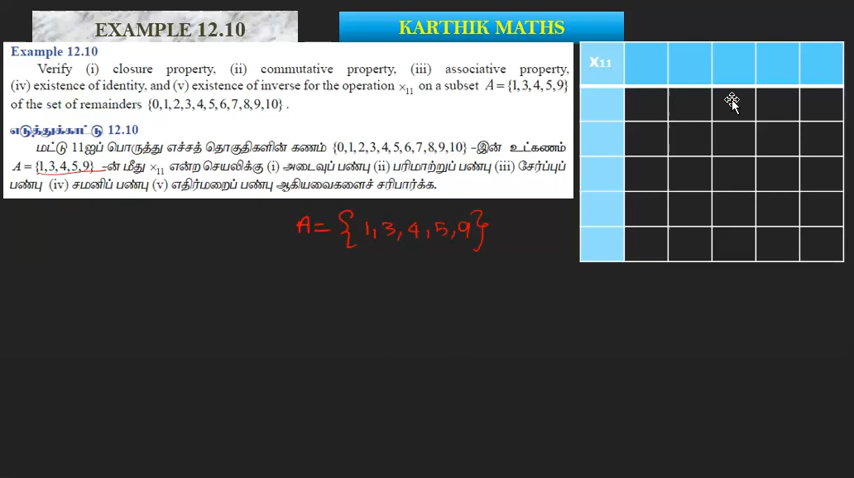 EXAMPLE 12.10
KARTHIK MATHS
Example 12.10
Verify (i) closure property, (ii) commutative property, (iii) associative property,
(iv) existence of identity, and (v) existence of inverse for the operation ×₁₁ on a subset A = {1,3,4,5,9}
of the set of remainders {0,1,2,3,4,5,6,7,8,9,10} .
எடுத்துக்காட்டு 12.10
மட்டு 11ஐப் பொருத்து எச்சத் தொகுதிகளின் கணம் {0,1,2,3,4,5,6,7,8,9,10} -இன் உட்கணம்
A = {1,3,4,5,9} -ன் மீது ×₁₁ என்ற செயலிக்கு (i) அடைவுப் பண்பு (ii) பரிமாற்றுப் பண்பு (iii) சேர்ப்புப்
பண்பு (iv) சமனிப் பண்பு (v) எதிர்மறைப் பண்பு ஆகியவைகளைச் சரிபார்க்க.
A = {1,3,4,5,9}
X₁₁